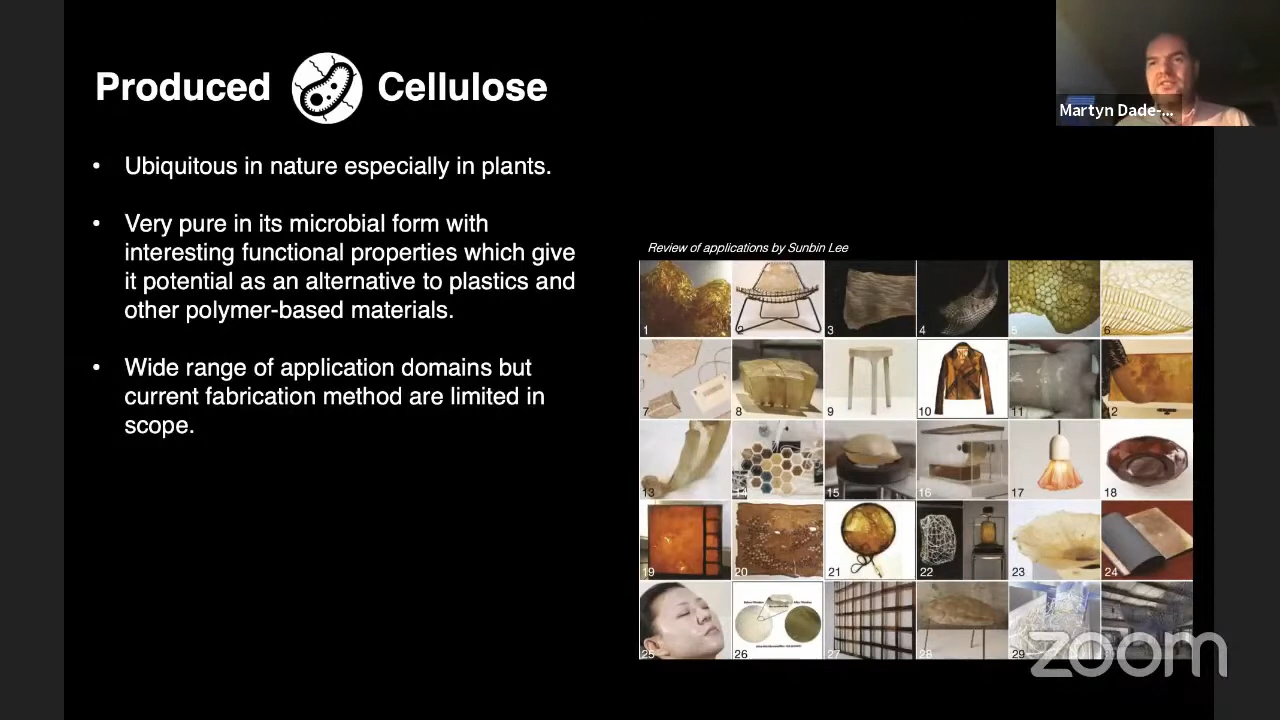 Produced Cellulose
Martyn Dade-...
• Ubiquitous in nature especially in plants.
• Very pure in its microbial form with
interesting functional properties which give
it potential as an alternative to plastics and
other polymer-based materials.
• Wide range of application domains but
current fabrication method are limited in
scope.
Review of applications by Sunbin Lee
1 2 3 4 5 6
7 8 9 10 11 12
13 14 15 16 17 18
19 20 21 22 23 24
25 26 27 28 29
zoom